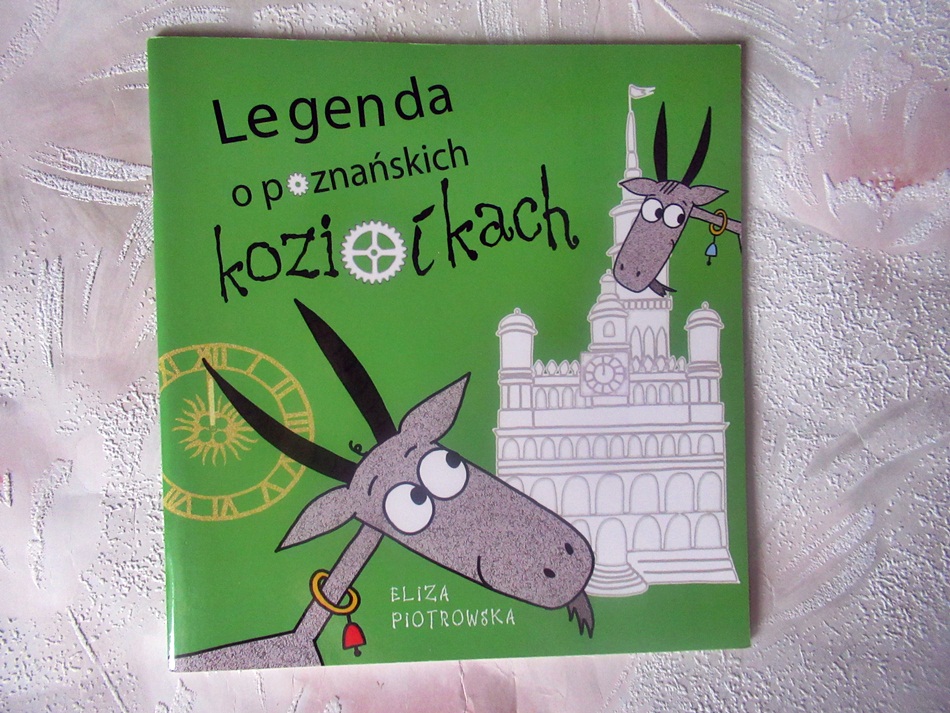 Legenda
o poznańskich
koziołkach
ELIZA
PIOTROWSKA